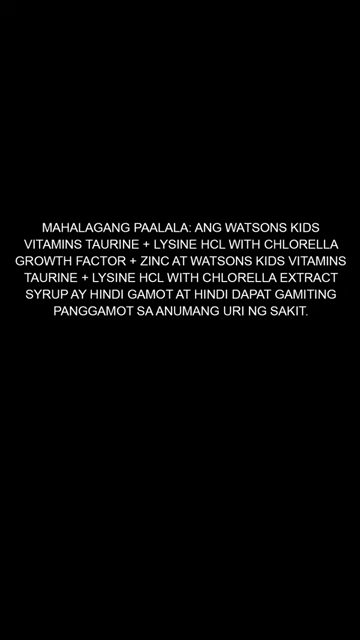 MAHALAGANG PAALALA: ANG WATSONS KIDS
VITAMINS TAURINE + LYSINE HCL WITH CHLORELLA
GROWTH FACTOR + ZINC AT WATSONS KIDS VITAMINS
TAURINE + LYSINE HCL WITH CHLORELLA EXTRACT
SYRUP AY HINDI GAMOT AT HINDI DAPAT GAMITING
PANGGAMOT SA ANUMANG URI NG SAKIT.